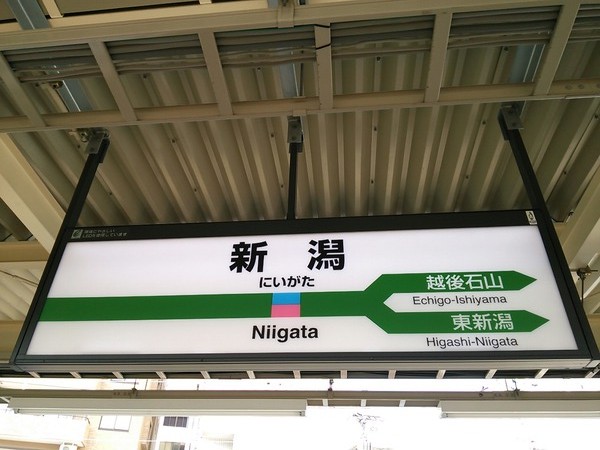 新潟
にいがた
Niigata
越後石山
Echigo-Ishiyama
東新潟
Higashi-Niigata